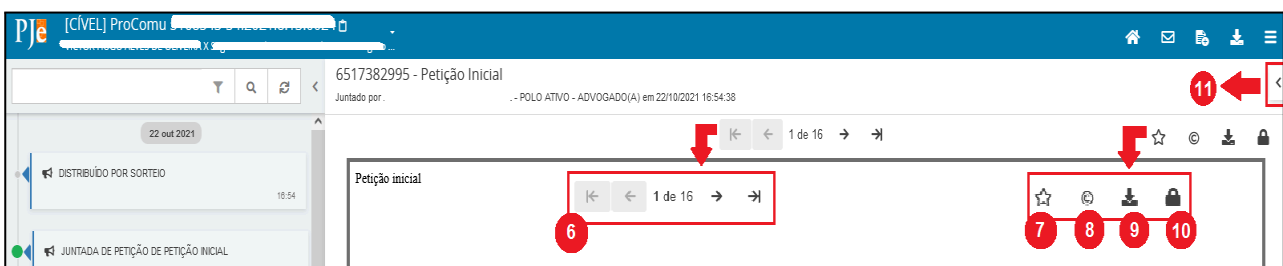 PJe
[CÍVEL] ProComu
X
6517382995 - Petição Inicial
Juntado por . . - POLO ATIVO - ADVOGADO(A) em 22/10/2021 16:54:38
11
22 out 2021
1 de 16
©
DISTRIBUÍDO POR SORTEIO
16:54
Petição inicial
1 de 16
©
6
7
8
9
10
JUNTADA DE PETIÇÃO DE PETIÇÃO INICIAL